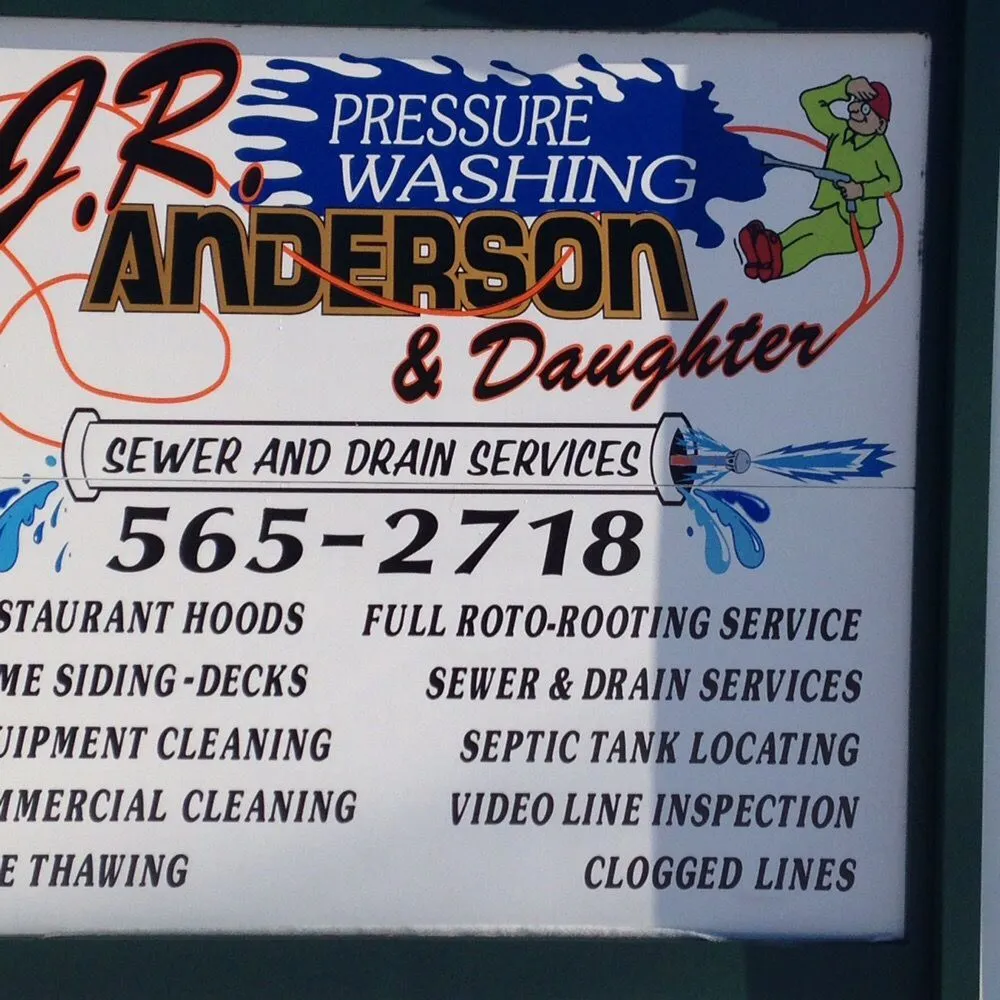 J.R.
PRESSURE
WASHING
ANDERSON
& Daughter
SEWER AND DRAIN SERVICES
565-2718
STAURANT HOODS FULL ROTO-ROOTING SERVICE
ME SIDING-DECKS SEWER & DRAIN SERVICES
UIPMENT CLEANING SEPTIC TANK LOCATING
MMERCIAL CLEANING VIDEO LINE INSPECTION
E THAWING CLOGGED LINES